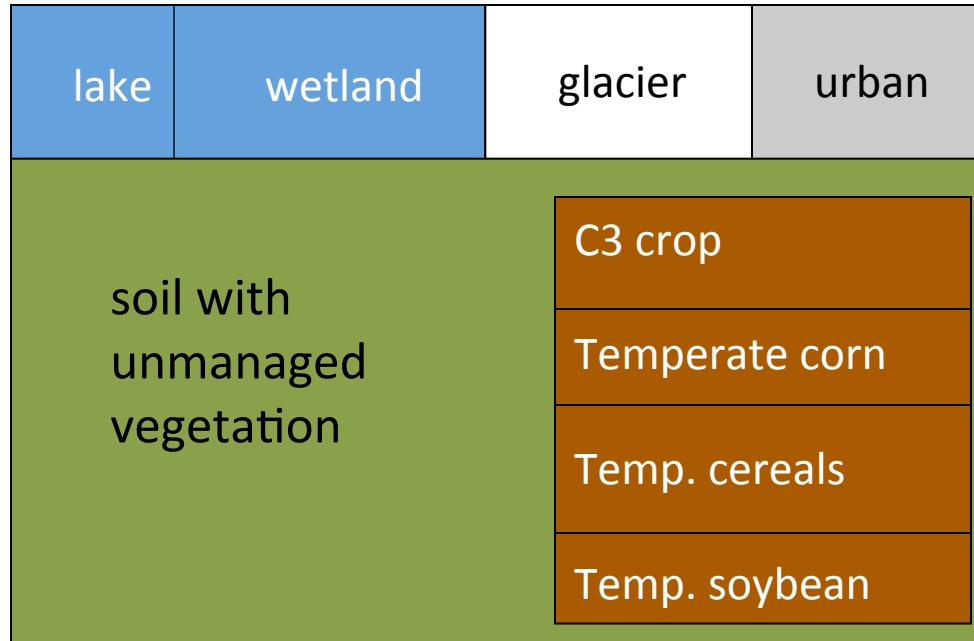 lake
wetland
glacier
urban
soil with
unmanaged
vegetation
C3 crop
Temperate corn
Temp. cereals
Temp. soybean